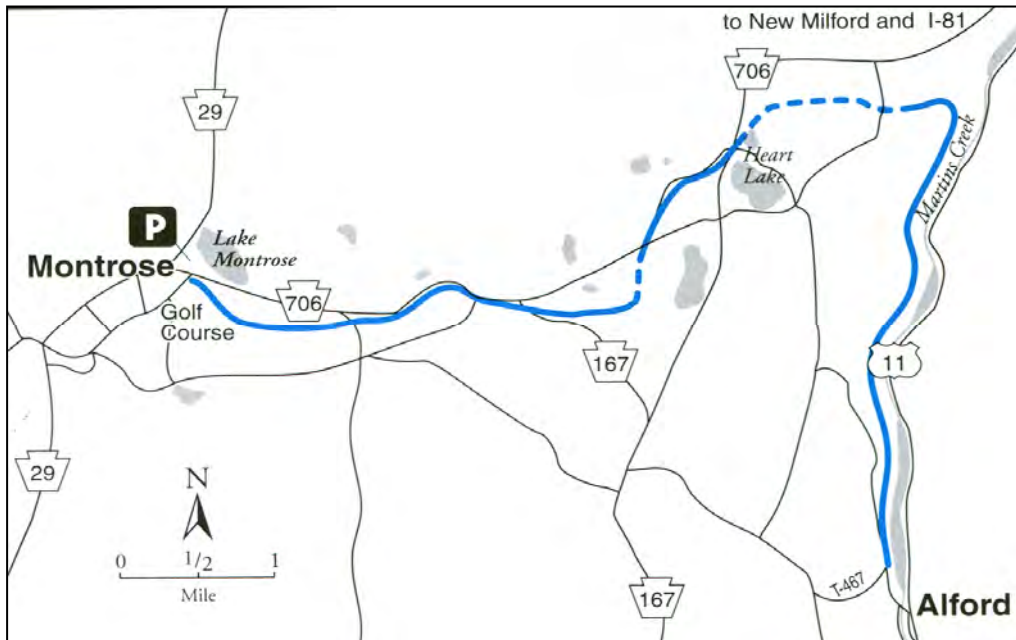 to New Milford and I-81
706
29
Heart
Lake
Martins Creek
P
Lake
Montrose
Montrose
706
Golf
Course
167
11
29
N
0 1/2 1
Mile
167
T-467
Alford